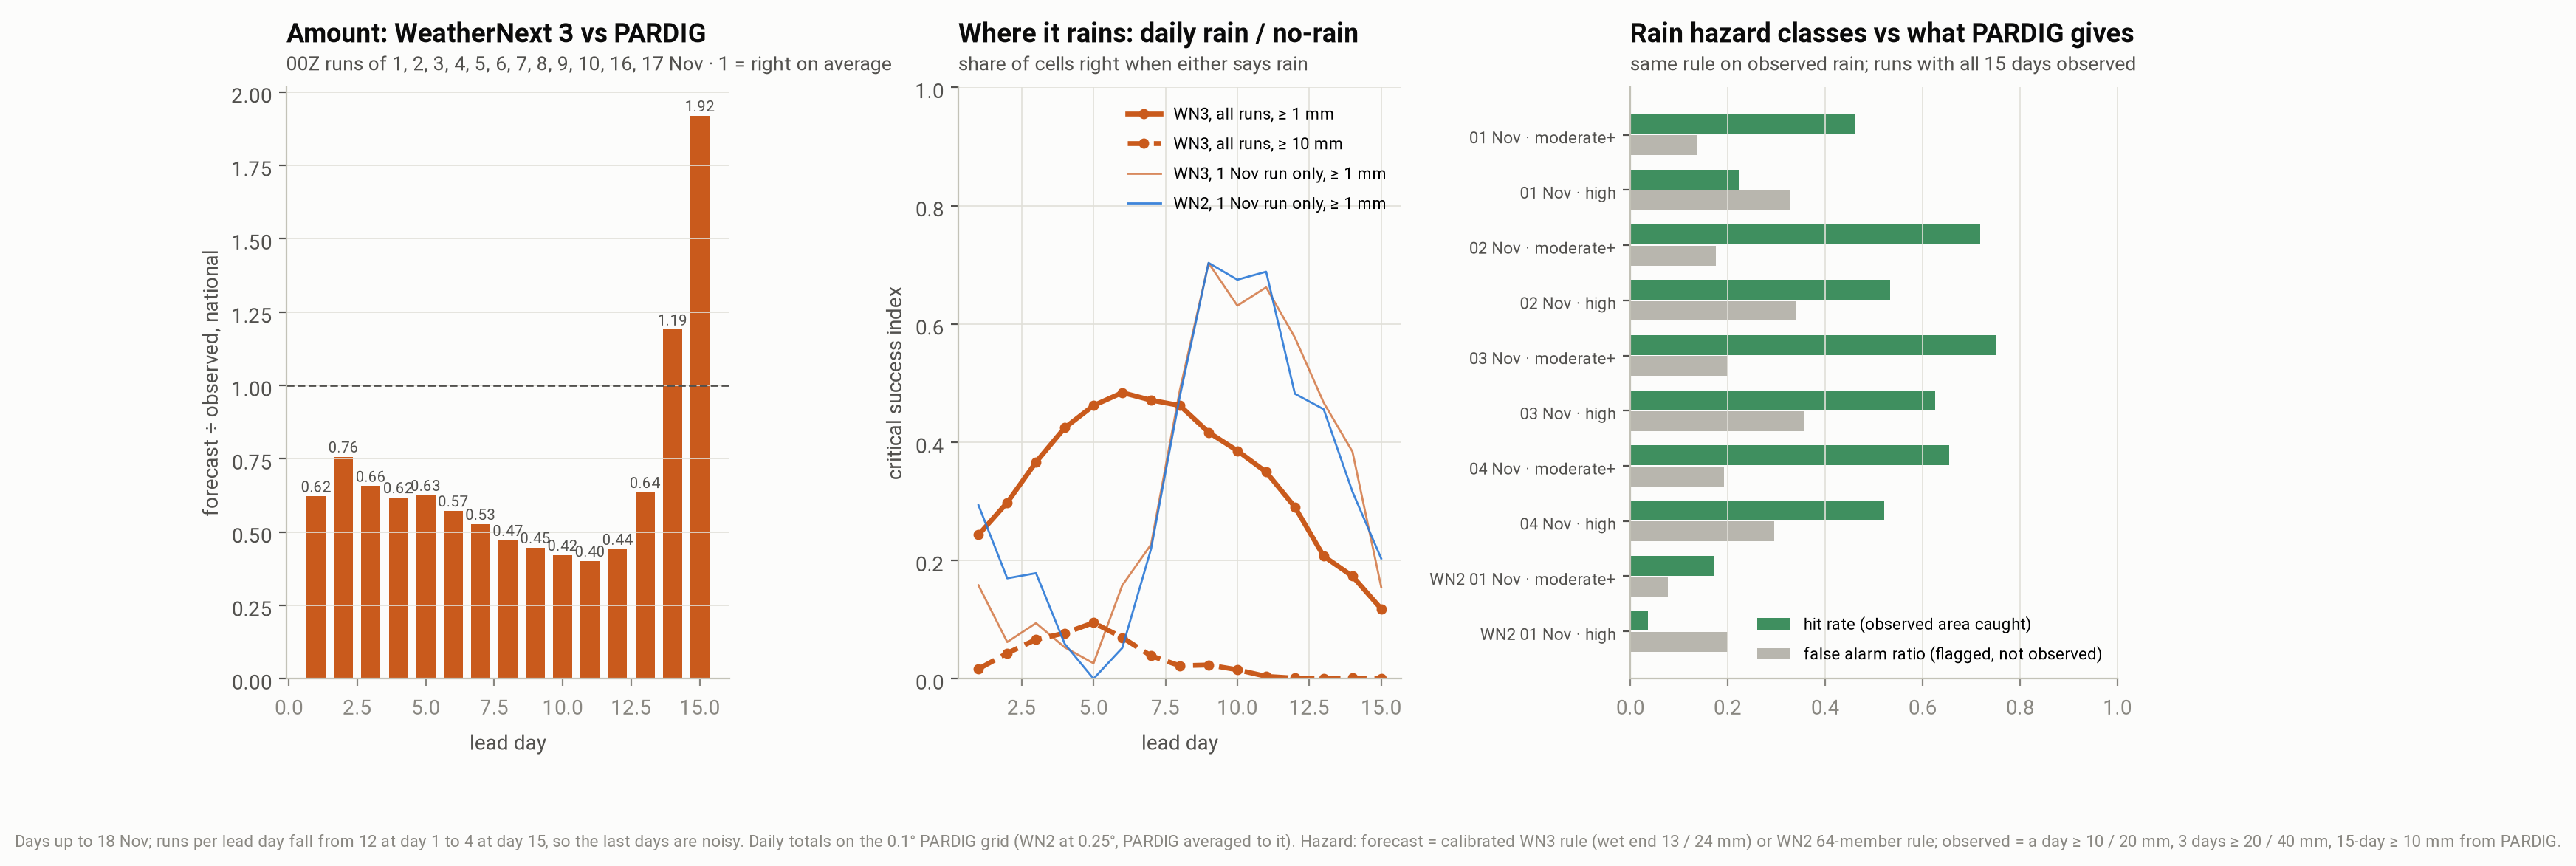 Amount: WeatherNext 3 vs PARDIG
00Z runs of 1, 2, 3, 4, 5, 6, 7, 8, 9, 10, 16, 17 Nov · 1 = right on average
2.00
1.75
1.50
1.25
1.00
0.75
0.50
0.25
0.00
forecast ÷ observed, national
0.62
0.76
0.66
0.62
0.63
0.57
0.53
0.47
0.45
0.42
0.40
0.44
0.64
1.19
1.92
0.0 2.5 5.0 7.5 10.0 12.5 15.0
lead day
Where it rains: daily rain / no-rain
share of cells right when either says rain
1.0
0.8
0.6
0.4
0.2
0.0
critical success index
WN3, all runs, ≥ 1 mm
WN3, all runs, ≥ 10 mm
WN3, 1 Nov run only, ≥ 1 mm
WN2, 1 Nov run only, ≥ 1 mm
2.5 5.0 7.5 10.0 12.5 15.0
lead day
Rain hazard classes vs what PARDIG gives
same rule on observed rain; runs with all 15 days observed
01 Nov · moderate+
01 Nov · high
02 Nov · moderate+
02 Nov · high
03 Nov · moderate+
03 Nov · high
04 Nov · moderate+
04 Nov · high
WN2 01 Nov · moderate+
WN2 01 Nov · high
hit rate (observed area caught)
false alarm ratio (flagged, not observed)
0.0 0.2 0.4 0.6 0.8 1.0
Days up to 18 Nov; runs per lead day fall from 12 at day 1 to 4 at day 15, so the last days are noisy. Daily totals on the 0.1° PARDIG grid (WN2 at 0.25°, PARDIG averaged to it). Hazard: forecast = calibrated WN3 rule (wet end 13 / 24 mm) or WN2 64-member rule; observed = a day ≥ 10 / 20 mm, 3 days ≥ 20 / 40 mm, 15-day ≥ 10 mm from PARDIG.